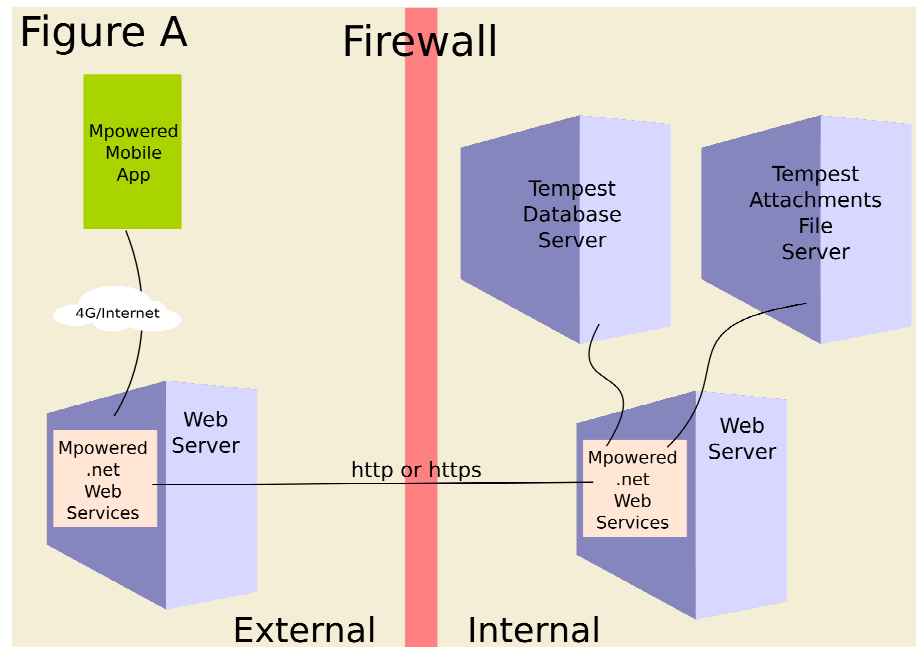 Figure A
Firewall
Mpowered
Mobile
App
4G/Internet
Web
Server
Mpowered
.net
Web
Services
http or https
Tempest
Database
Server
Tempest
Attachments
File
Server
Web
Server
Mpowered
.net
Web
Services
External
Internal